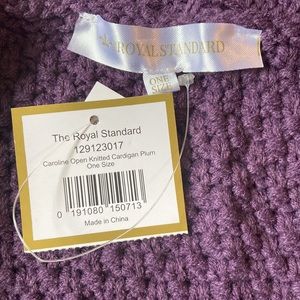 ROYAL STANDARD
ONE
SIZE
The Royal Standard
129123017
Caroline Open Knitted Cardigan Plum
One Size
0 191080 150713
Made in China